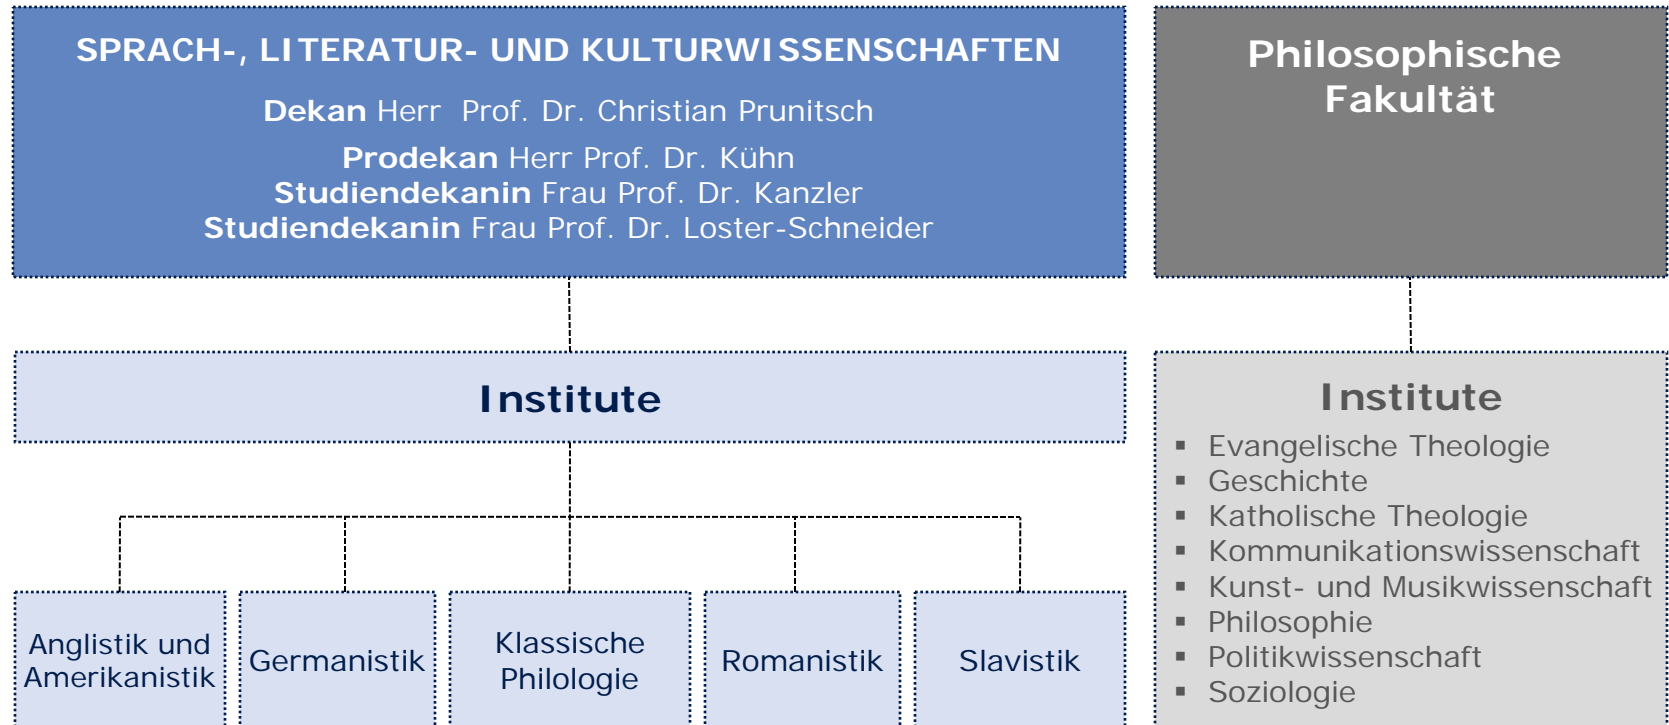 SPRACH-, LITERATUR- UND KULTURWISSENSCHAFTEN
Dekan Herr Prof. Dr. Christian Prunitsch
Prodekan Herr Prof. Dr. Kühn
Studiendekanin Frau Prof. Dr. Kanzler
Studiendekanin Frau Prof. Dr. Loster-Schneider
Philosophische
Fakultät
Institute
Anglistik und
Amerikanistik
Germanistik
Klassische
Philologie
Romanistik
Slavistik
Institute
▪ Evangelische Theologie
▪ Geschichte
▪ Katholische Theologie
▪ Kommunikationswissenschaft
▪ Kunst- und Musikwissenschaft
▪ Philosophie
▪ Politikwissenschaft
▪ Soziologie